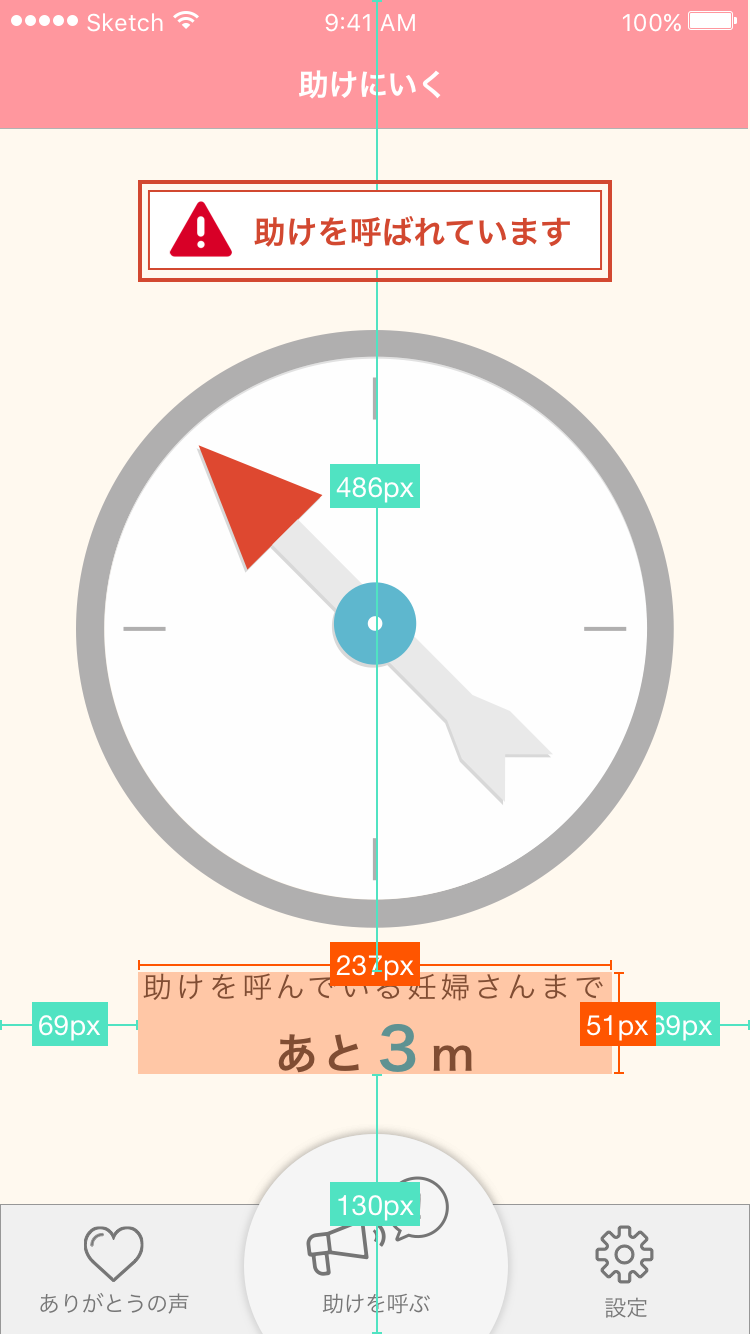 Sketch 9:41 AM 100%
助けにいく
助けを呼ばれています
486px
237px
助けを呼んでいる妊婦さんまで
69px 51px 69px
あと3m
130px
ありがとうの声 助けを呼ぶ 設定